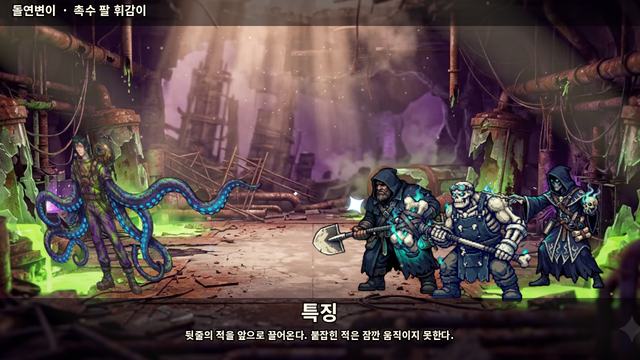 돌연변이 · 촉수 팔 휘감이
특징
뒷줄의 적을 앞으로 끌어온다. 붙잡힌 적은 잠깐 움직이지 못한다.